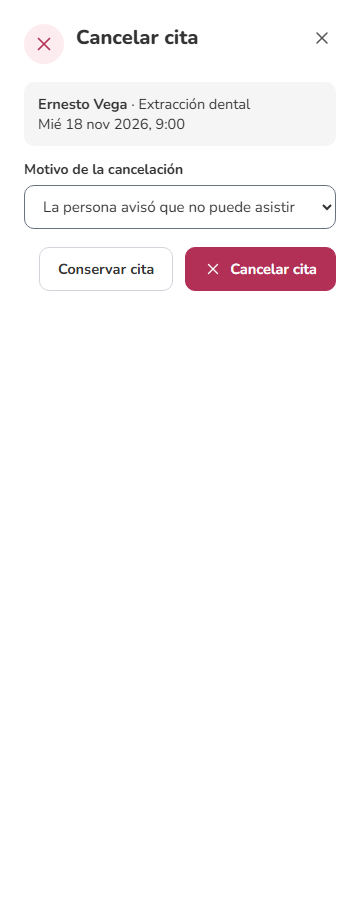 Cancelar cita
Ernesto Vega · Extracción dental
Mié 18 nov 2026, 9:00
Motivo de la cancelación
La persona avisó que no puede asistir
Conservar cita
Cancelar cita